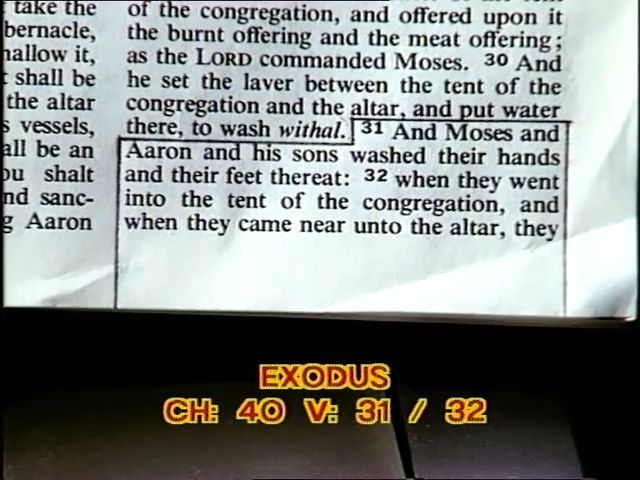 take the
bernacle,
hallow it,
shall be
the altar
s vessels,
all be an
ou shalt
nd sanc-
g Aaron
of the congregation, and offered upon it
the burnt offering and the meat offering;
as the LORD commanded Moses. 30 And
he set the laver between the tent of the
congregation and the altar, and put water
there, to wash withal. 31 And Moses and
Aaron and his sons washed their hands
and their feet thereat: 32 when they went
into the tent of the congregation, and
when they came near unto the altar, they
EXODUS
CH: 40 V: 31 / 32